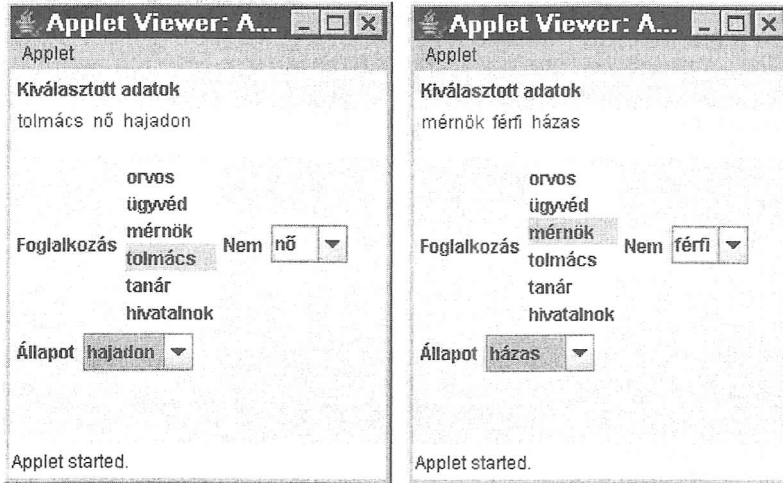 Applet Viewer: A...
Applet
Kiválasztott adatok
tolmács nő hajadon
orvos
ügyvéd
mérnök
Foglalkozás
tolmács
Nem nő
tanár
hivatalnok
Állapot hajadon
Applet started.
Applet Viewer: A...
Applet
Kiválasztott adatok
mérnök férfi házas
orvos
ügyvéd
mérnök
Foglalkozás
tolmács
Nem férfi
tanár
hivatalnok
Állapot házas
Applet started.